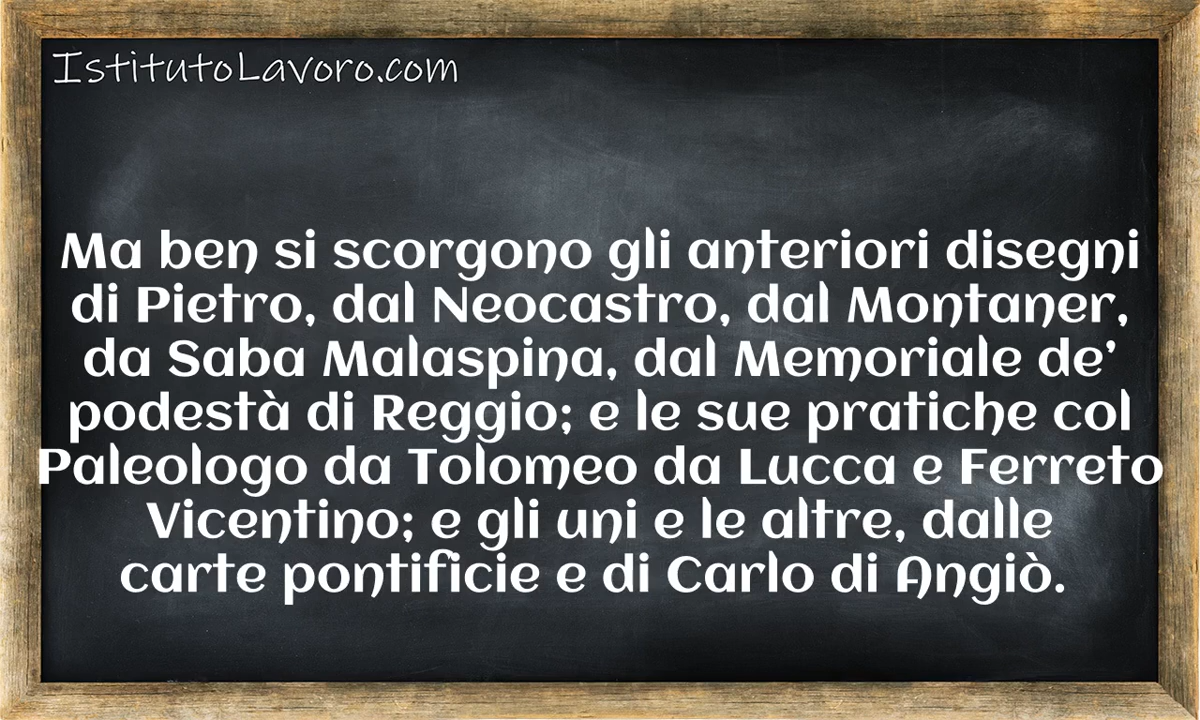 IstitutoLavoro.com
Ma ben si scorgono gli anteriori disegni
di Pietro, dal Neocastro, dal Montaner,
da Saba Malaspina, dal Memoriale de'
podestà di Reggio; e le sue pratiche col
Paleologo da Tolomeo da Lucca e Ferreto
Vicentino; e gli uni e le altre, dalle
carte pontificie e di Carlo di Angiò.